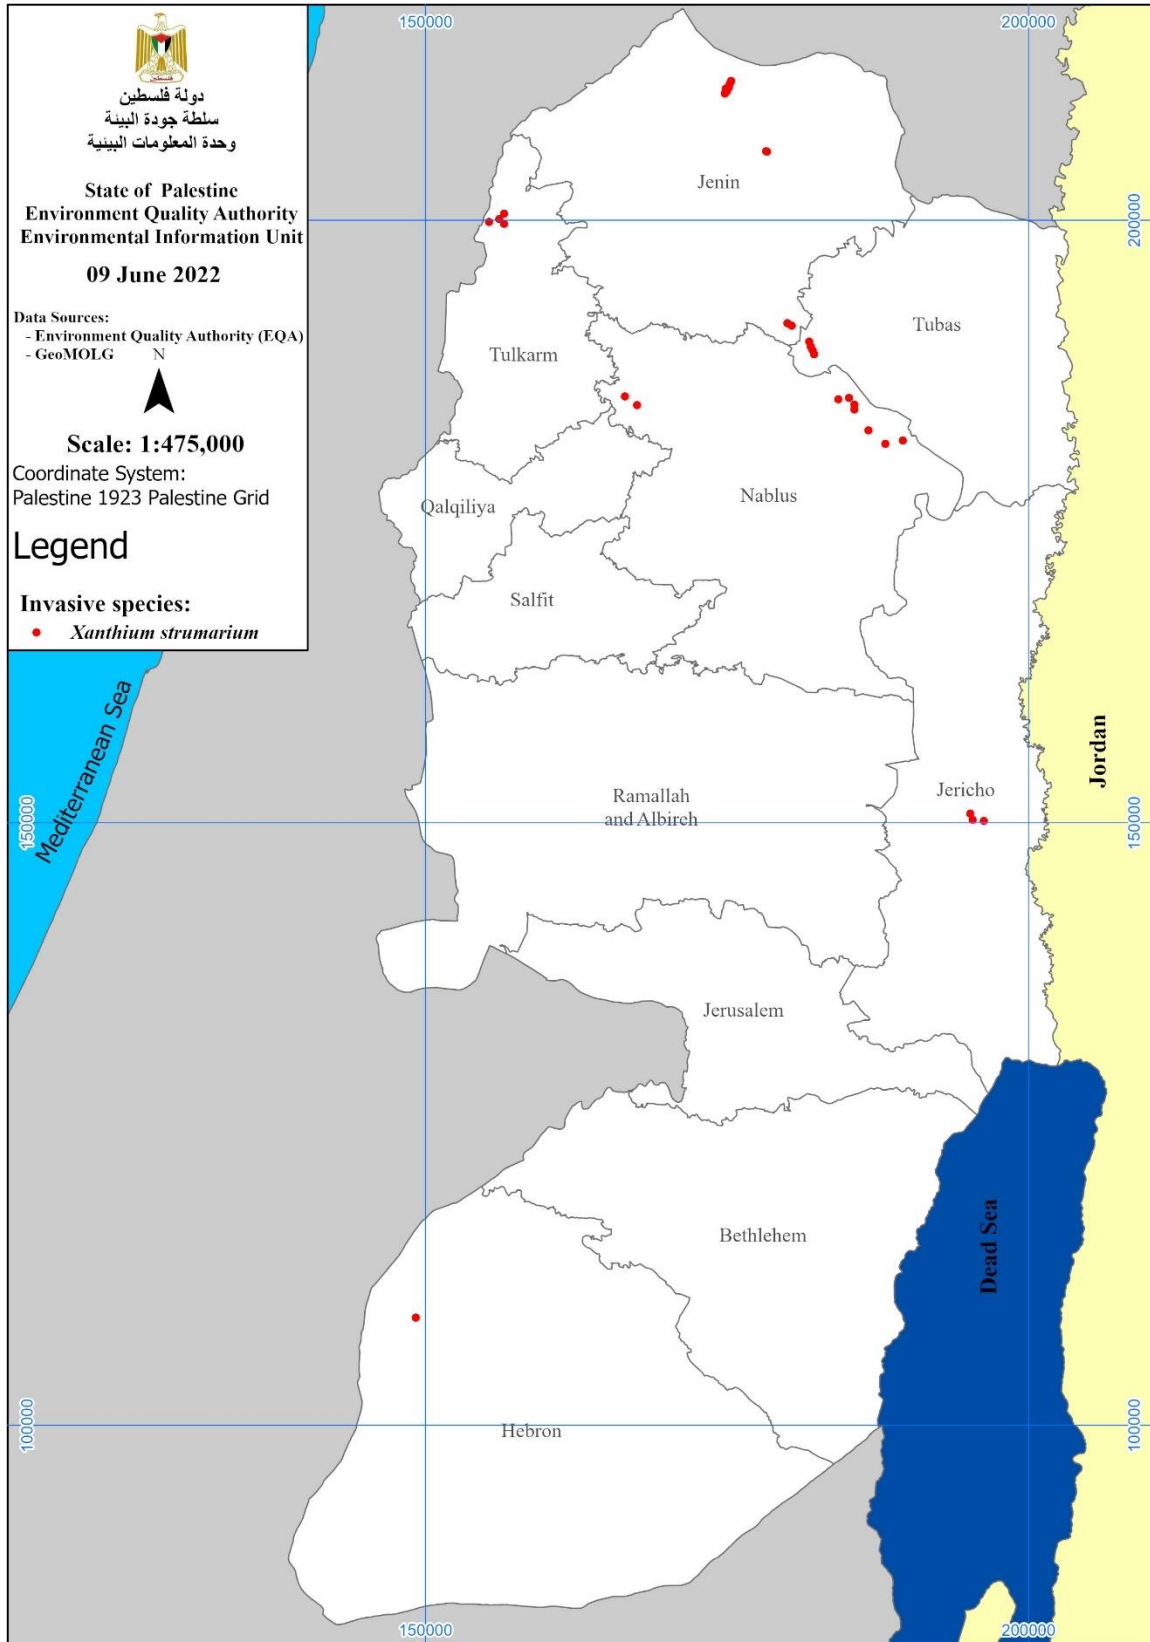 دولة فلسطين
سلطة جودة البيئة
وحدة المعلومات البيئية
State of Palestine
Environment Quality Authority
Environmental Information Unit
09 June 2022
Data Sources:
- Environment Quality Authority (EQA)
- GeoMOLG
N
Scale: 1:475,000
Coordinate System:
Palestine 1923 Palestine Grid
Legend
Invasive species:
Xanthium strumarium
150000
200000
Jenin
200000
Tubas
Tulkarm
Qalqiliya
Nablus
Salfit
Mediterranean Sea
Jordan
Ramallah
and Albireh
Jericho
150000
150000
Jerusalem
Bethlehem
Dead Sea
Hebron
100000
100000
150000
200000